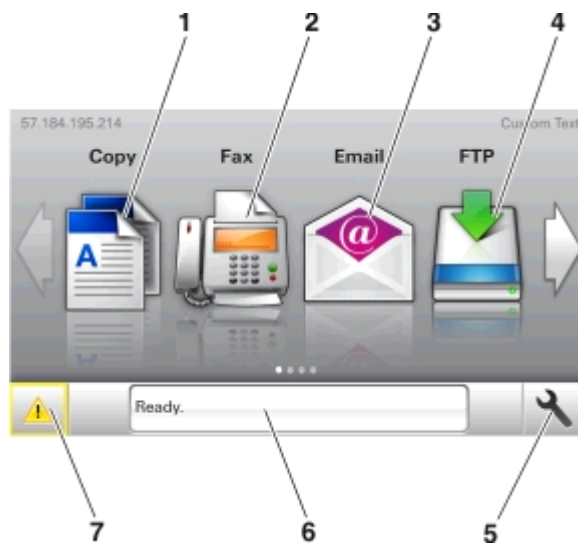 1 2 3 4
57.184.195.214 Custom Text
Copy Fax Email FTP
A @
Ready.
7 6 5